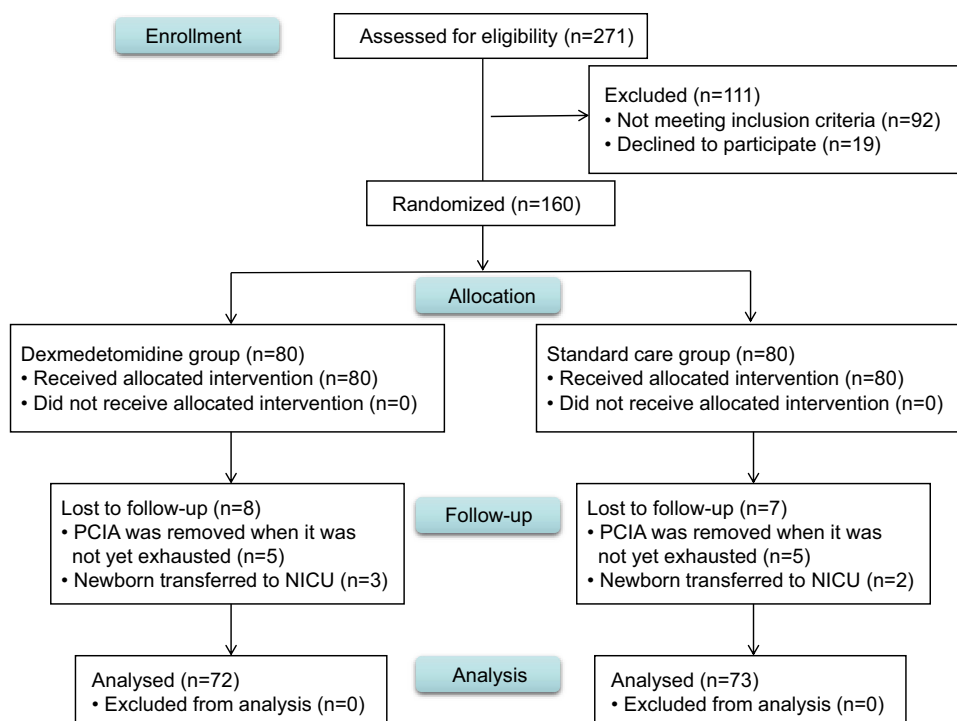 Enrollment
Assessed for eligibility (n=271)
Excluded (n=111)
• Not meeting inclusion criteria (n=92)
• Declined to participate (n=19)
Randomized (n=160)
Allocation
Dexmedetomidine group (n=80)
• Received allocated intervention (n=80)
• Did not receive allocated intervention (n=0)
Standard care group (n=80)
• Received allocated intervention (n=80)
• Did not receive allocated intervention (n=0)
Follow-up
Lost to follow-up (n=8)
• PCIA was removed when it was
not yet exhausted (n=5)
• Newborn transferred to NICU (n=3)
Lost to follow-up (n=7)
• PCIA was removed when it was
not yet exhausted (n=5)
• Newborn transferred to NICU (n=2)
Analysis
Analysed (n=72)
• Excluded from analysis (n=0)
Analysed (n=73)
• Excluded from analysis (n=0)